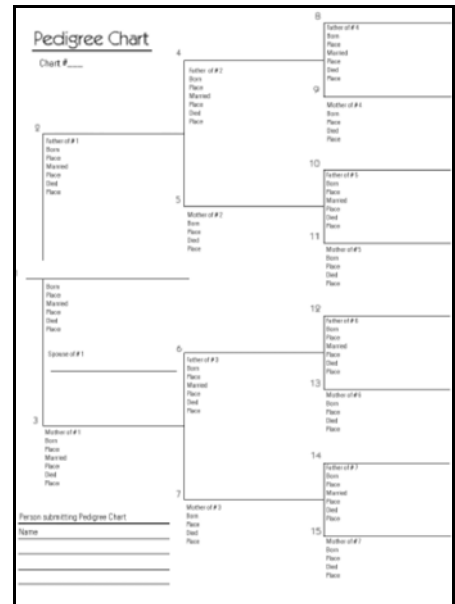 Pedigree Chart
Chart #___
8
Father of #4
Born
Place
Married
Place
Died
Place
4
Father of #2
Born
Place
Married
Place
Died
Place
9
Mother of #4
Born
Place
Died
Place
Father of #1
Born
Place
Married
Place
Died
Place
10
Father of #5
Born
Place
Married
Place
Died
Place
5
Mother of #2
Born
Place
Died
Place
11
Mother of #5
Born
Place
Died
Place
Born
Place
Married
Place
Died
Place
Spouse of #1
12
Father of #6
Born
Place
Married
Place
Died
Place
6
Father of #3
Born
Place
Married
Place
Died
Place
13
Mother of #6
Born
Place
Died
Place
3
Mother of #1
Born
Place
Married
Place
Died
Place
14
Father of #7
Born
Place
Married
Place
Died
Place
7
Mother of #3
Born
Place
Died
Place
15
Mother of #7
Born
Place
Died
Place
Person submitting Pedigree Chart
Name